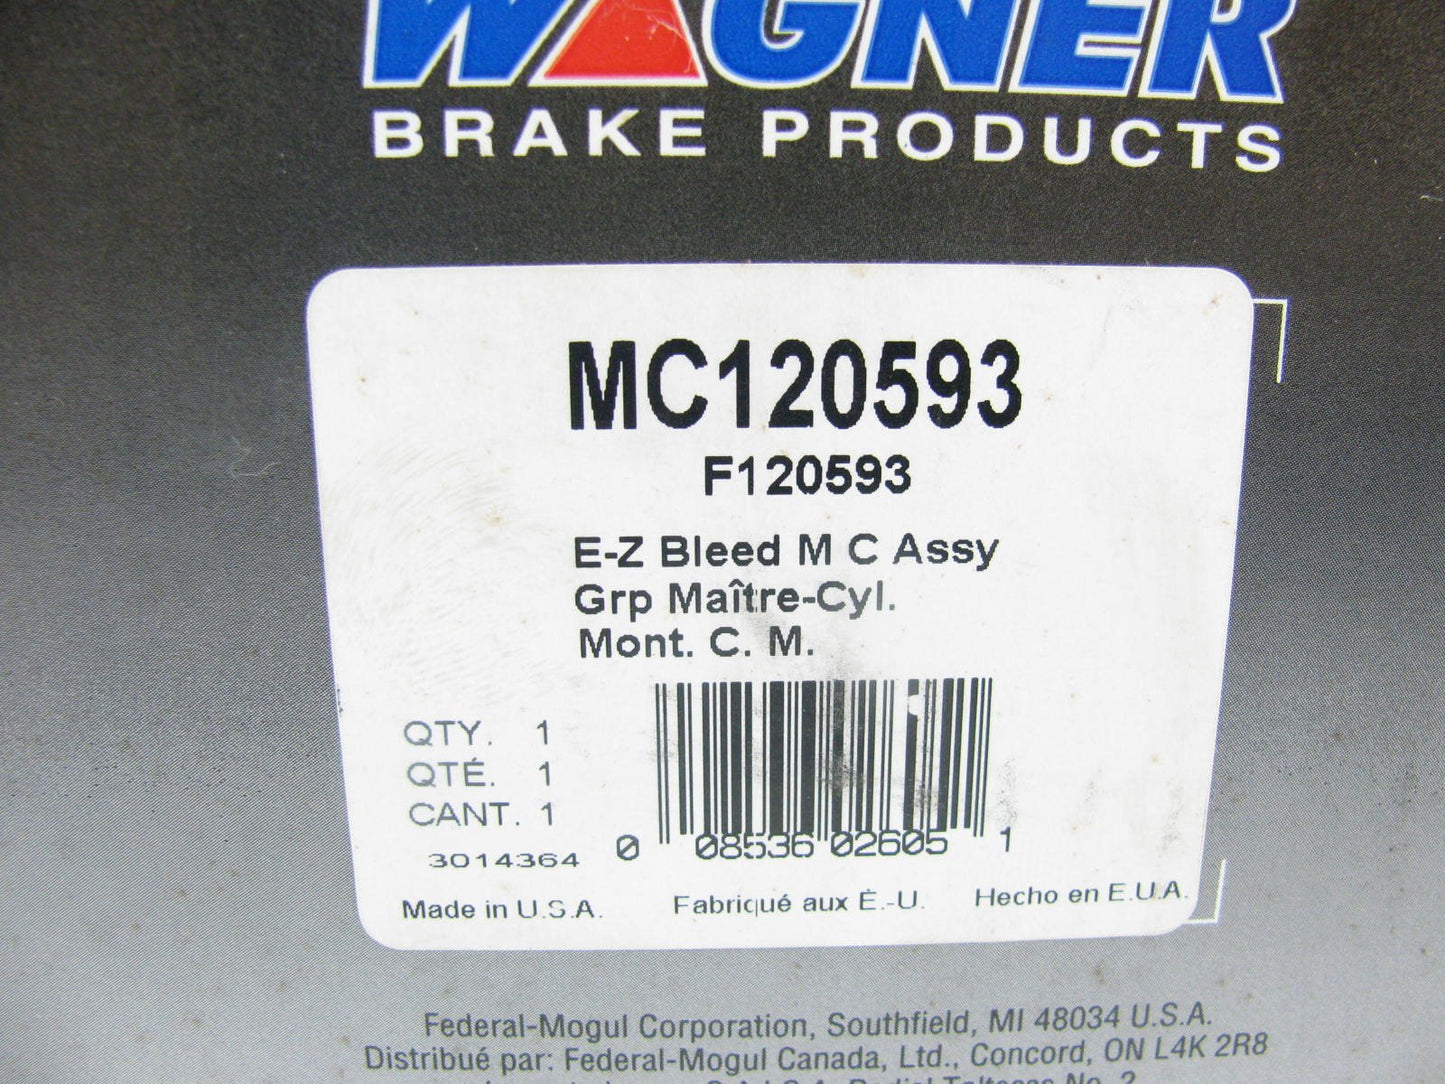 WAGNER
BRAKE PRODUCTS
MC120593
F120593
E-Z Bleed M C Assy
Grp Maître-Cyl.
Mont. C. M.
QTY. 1
QTÉ. 1
CANT. 1
3014364
0 08536 02605 1
Made in U.S.A. Fabriqué aux É.-U. Hecho en E.U.A.
Federal-Mogul Corporation, Southfield, MI 48034 U.S.A.
Distribué par: Federal-Mogul Canada, Ltd., Concord, ON L4K 2R8
No. 2